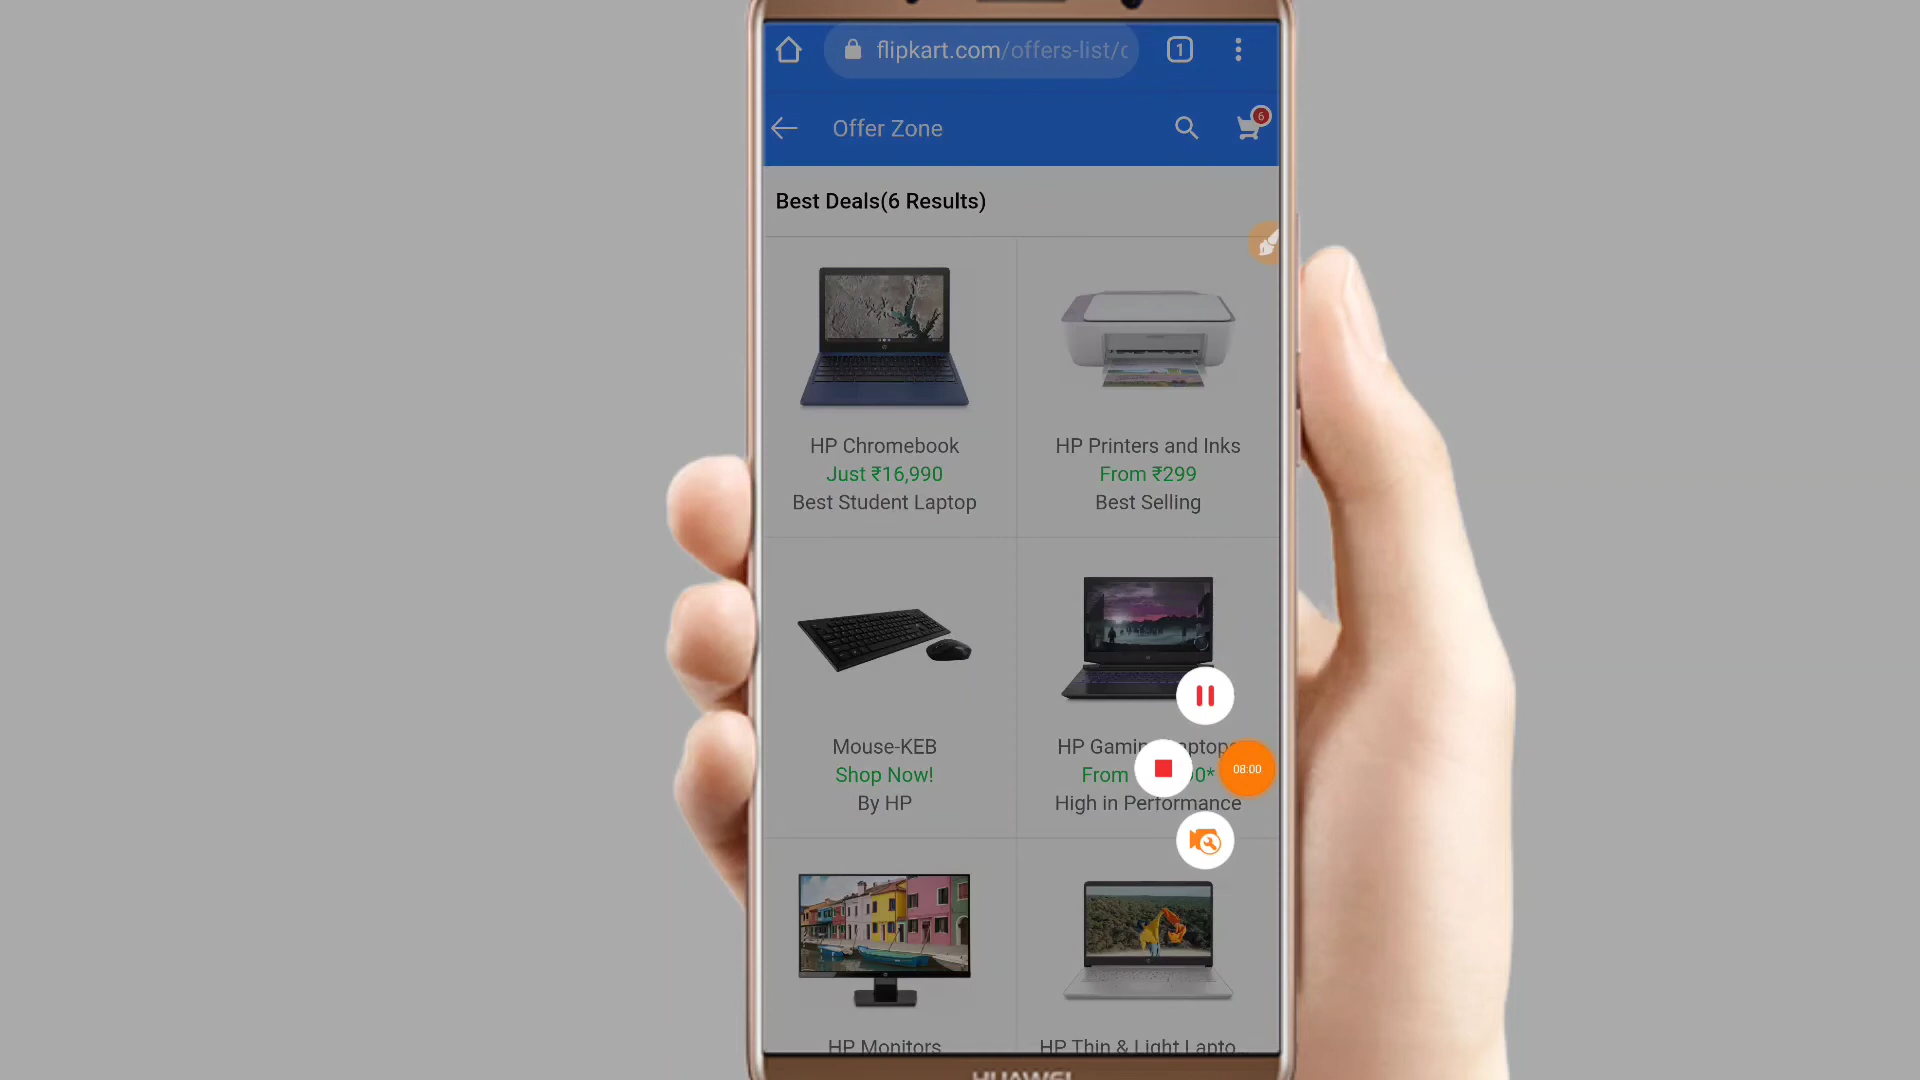 flipkart.com/offers-list/
1
Offer Zone
6
Best Deals(6 Results)
HP Chromebook
Just ₹16,990
Best Student Laptop
HP Printers and Inks
From ₹299
Best Selling
Mouse-KEB
Shop Now!
By HP
HP Gaming
From
High in Performance
08:00
HP Monitors
HP Thin & Light
HUAWEI